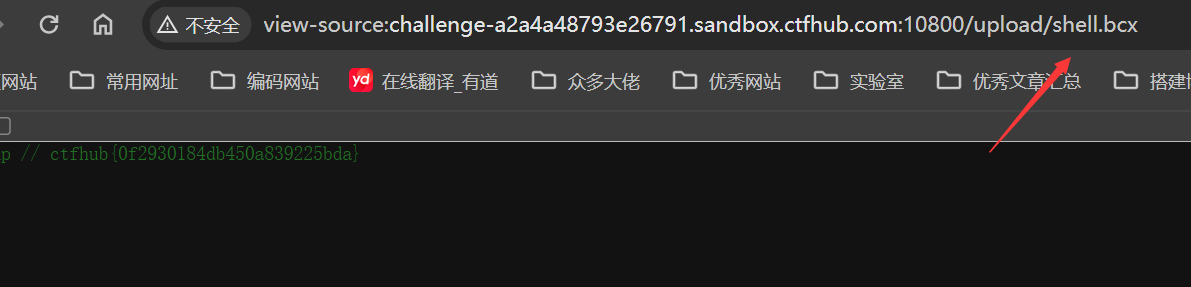 不安全 view-source:challenge-a2a4a48793e26791.sandbox.ctfhub.com:10800/upload/shell.bcx
网站 常用网址 编码网站 yd 在线翻译_有道 众多大佬 优秀网站 实验室 优秀文章汇总 搭建
p // ctfhub{0f2930184db450a839225bda}